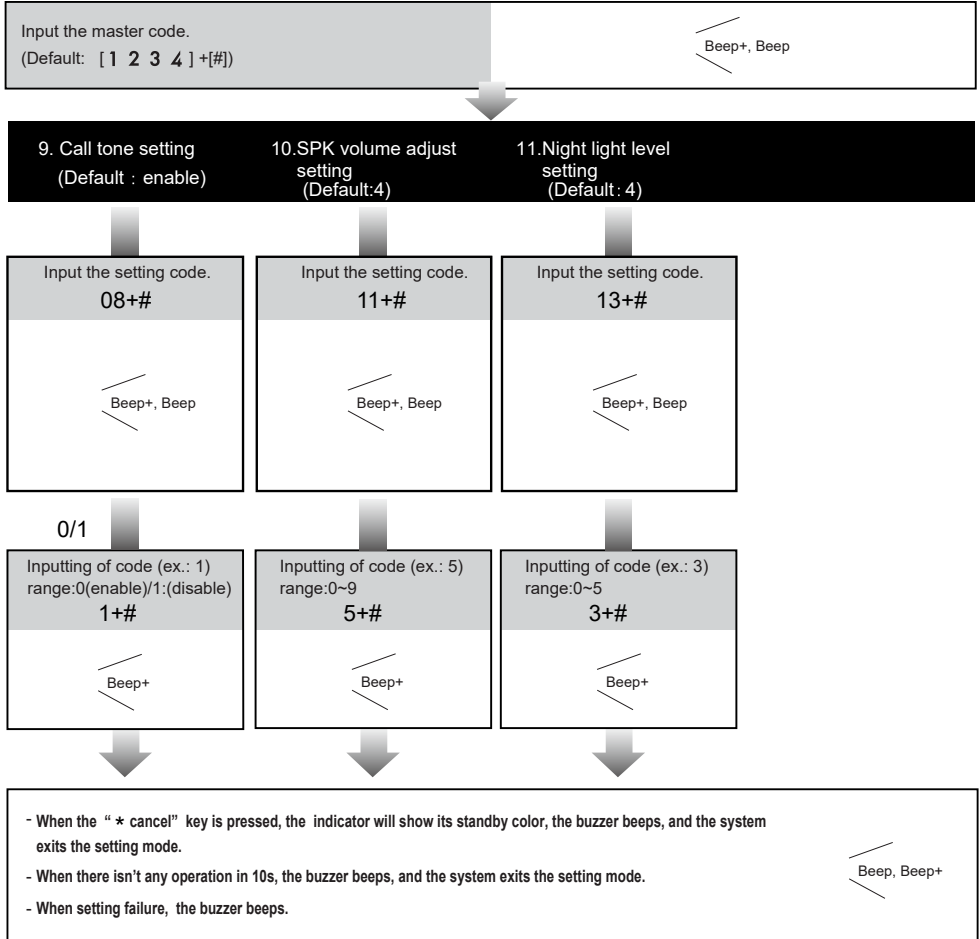 Input the master code.
(Default: [ 1 2 3 4 ] +[#])
Beep+, Beep
9. Call tone setting
(Default : enable)
10.SPK volume adjust
setting
(Default:4)
11.Night light level
setting
(Default: 4)
Input the setting code.
08+#
Beep+, Beep
Input the setting code.
11+#
Beep+, Beep
Input the setting code.
13+#
Beep+, Beep
0/1
Inputting of code (ex.: 1)
range:0(enable)/1:(disable)
1+#
Beep+
Inputting of code (ex.: 5)
range:0~9
5+#
Beep+
Inputting of code (ex.: 3)
range:0~5
3+#
Beep+
- When the “ * cancel” key is pressed, the indicator will show its standby color, the buzzer beeps, and the system
exits the setting mode.
- When there isn’t any operation in 10s, the buzzer beeps, and the system exits the setting mode.
- When setting failure, the buzzer beeps.
Beep, Beep+